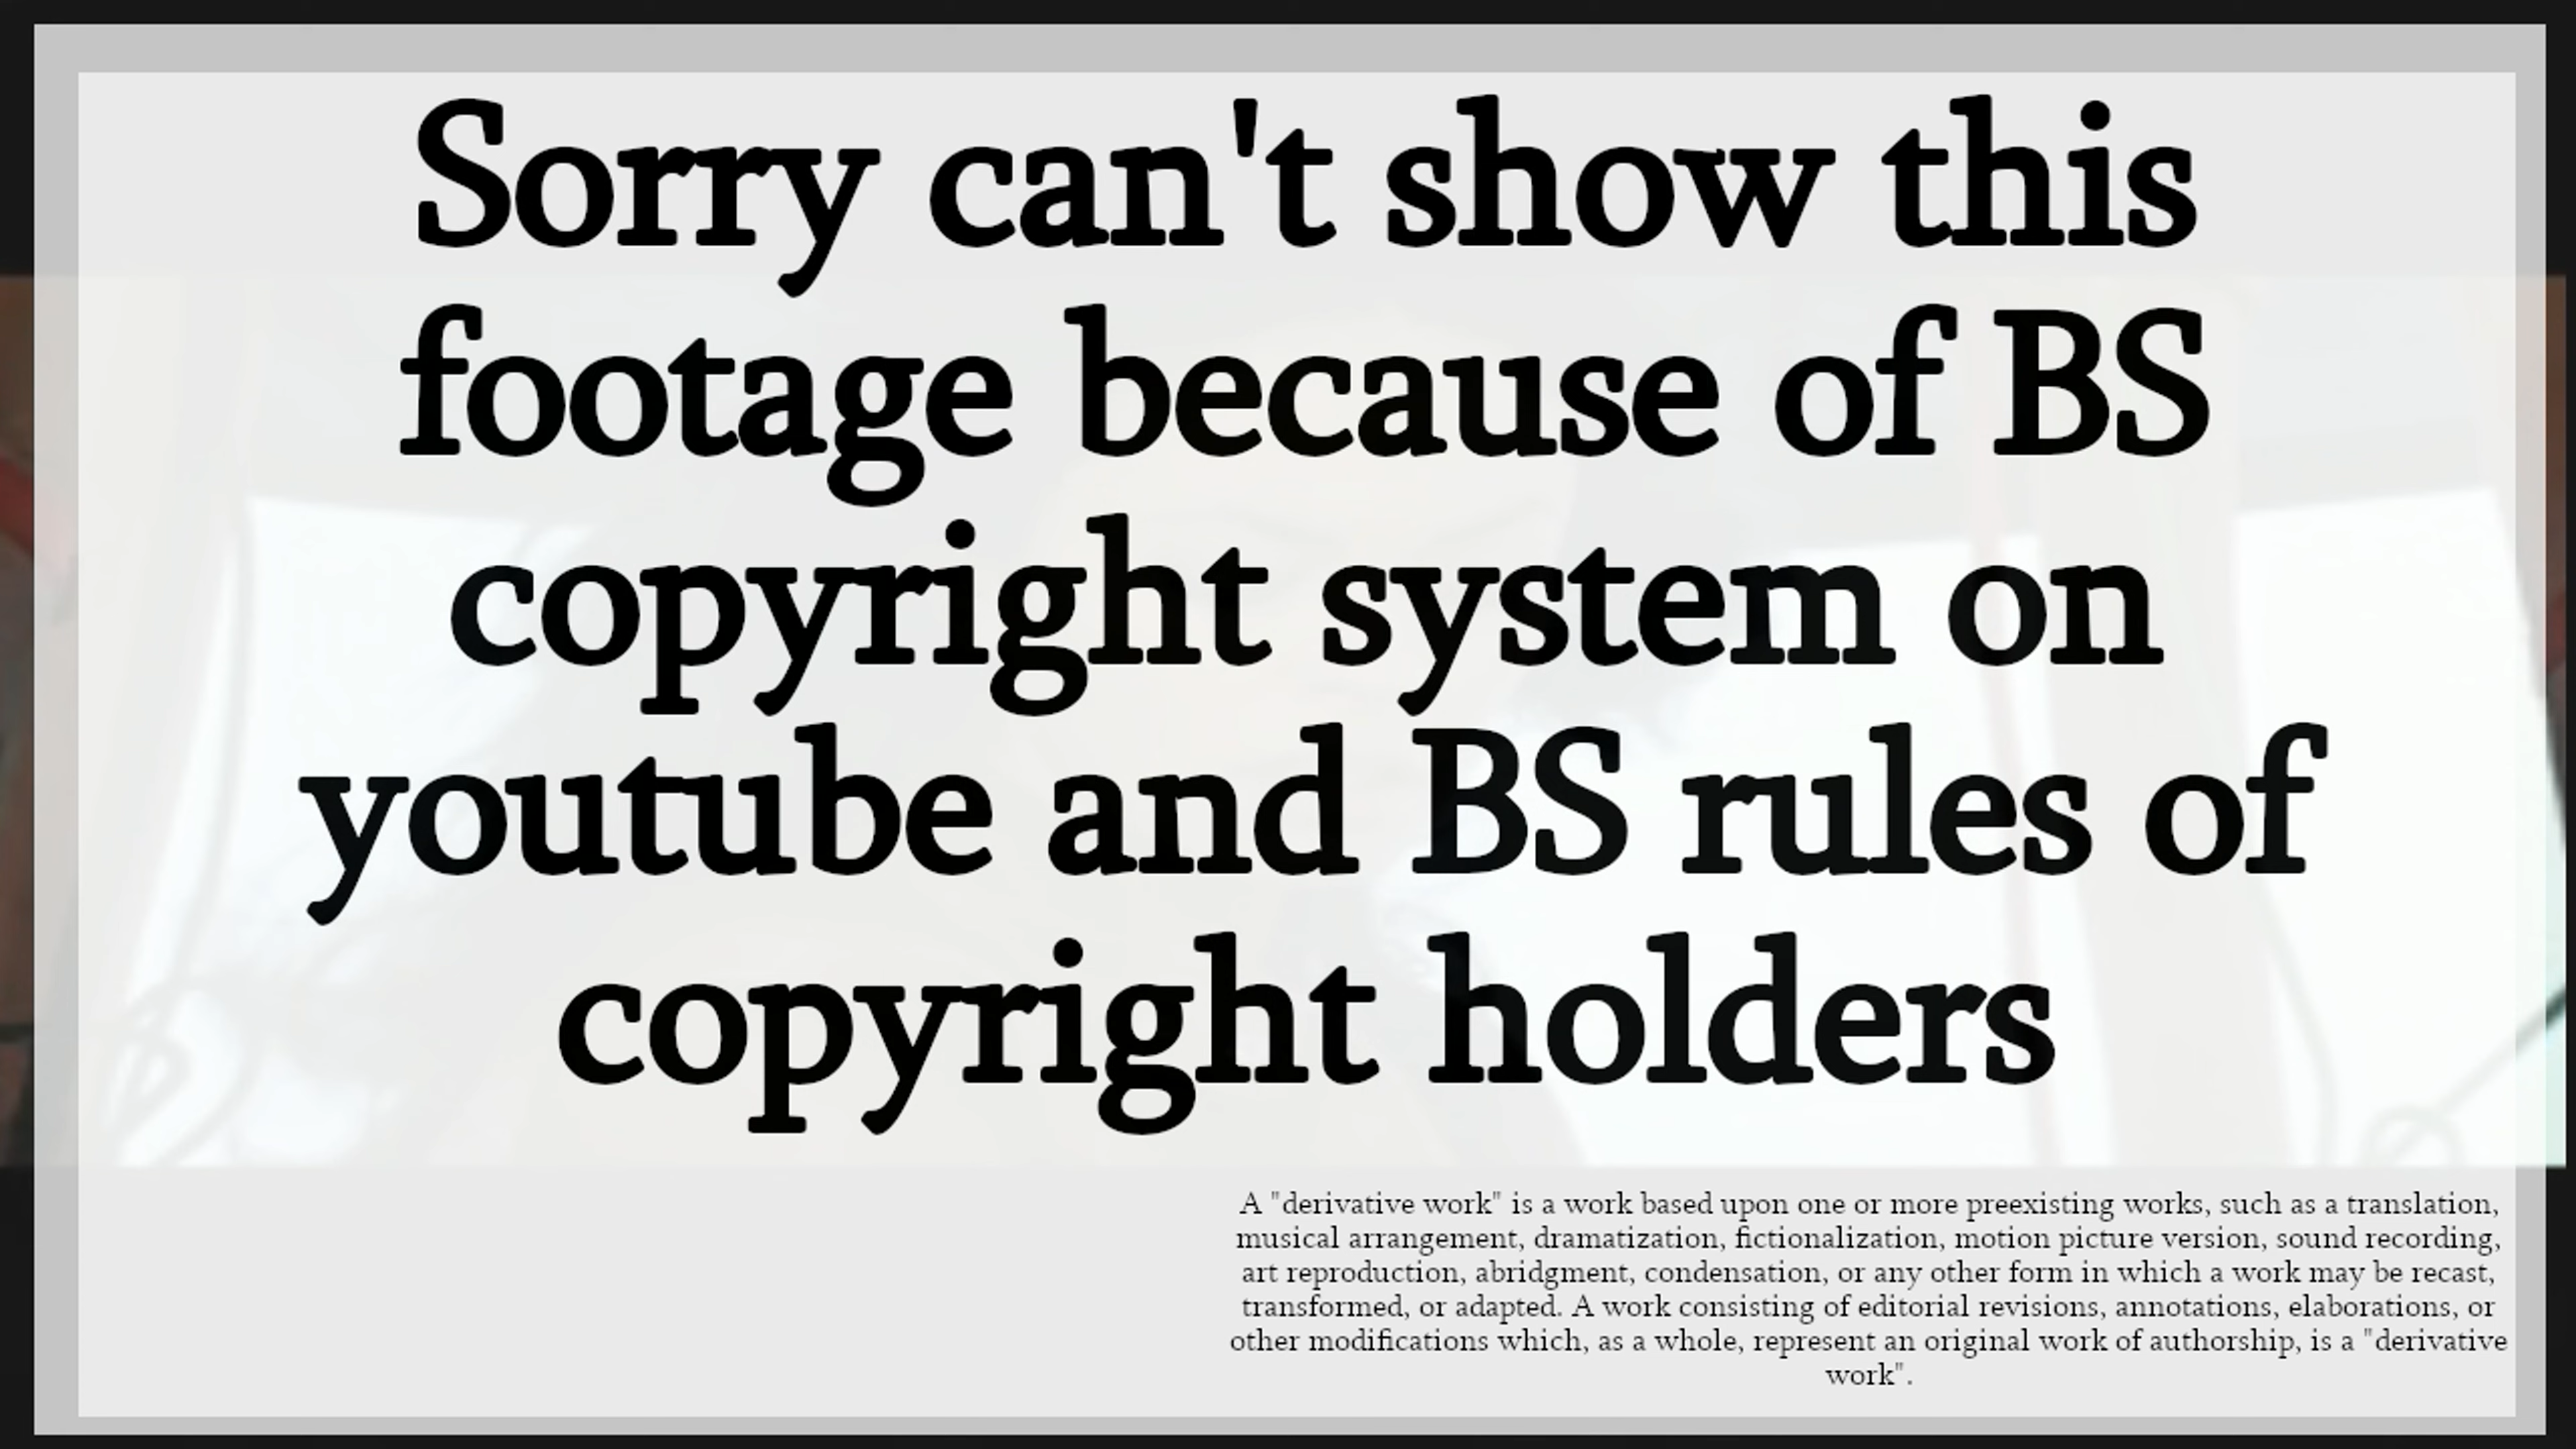 Sorry can't show this
footage because of BS
copyright system on
youtube and BS rules of
copyright holders
A "derivative work" is a work based upon one or more preexisting works, such as a translation,
musical arrangement, dramatization, fictionalization, motion picture version, sound recording,
art reproduction, abridgment, condensation, or any other form in which a work may be recast,
transformed, or adapted. A work consisting of editorial revisions, annotations, elaborations, or
other modifications which, as a whole, represent an original work of authorship, is a "derivative
work".